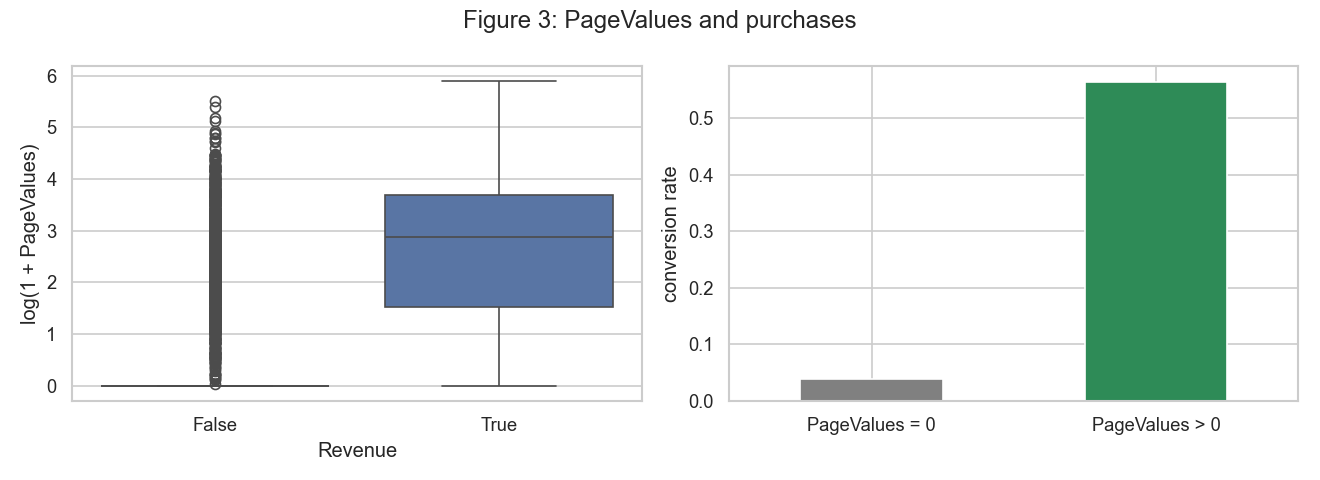 Figure 3: PageValues and purchases
log(1 + PageValues)
6
5
4
3
2
1
0
False
True
Revenue
conversion rate
0.5
0.4
0.3
0.2
0.1
0.0
PageValues = 0
PageValues > 0